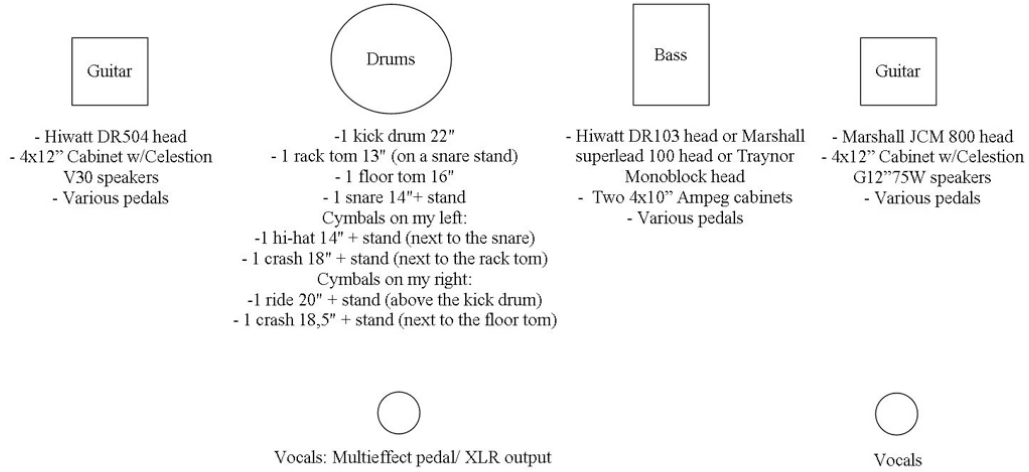 Guitar
Drums
Bass
Guitar
- Hiwatt DR504 head
- 4x12” Cabinet w/Celestion
V30 speakers
- Various pedals
-1 kick drum 22"
- 1 rack tom 13" (on a snare stand)
- 1 floor tom 16"
- 1 snare 14"+ stand
Cymbals on my left:
-1 hi-hat 14" + stand (next to the snare)
- 1 crash 18" + stand (next to the rack tom)
Cymbals on my right:
-1 ride 20" + stand (above the kick drum)
- 1 crash 18,5" + stand (next to the floor tom)
- Hiwatt DR103 head or Marshall
superlead 100 head or Traynor
Monoblock head
- Two 4x10” Ampeg cabinets
- Various pedals
- Marshall JCM 800 head
- 4x12” Cabinet w/Celestion
G12”75W speakers
- Various pedals
Vocals: Multieffect pedal/ XLR output
Vocals